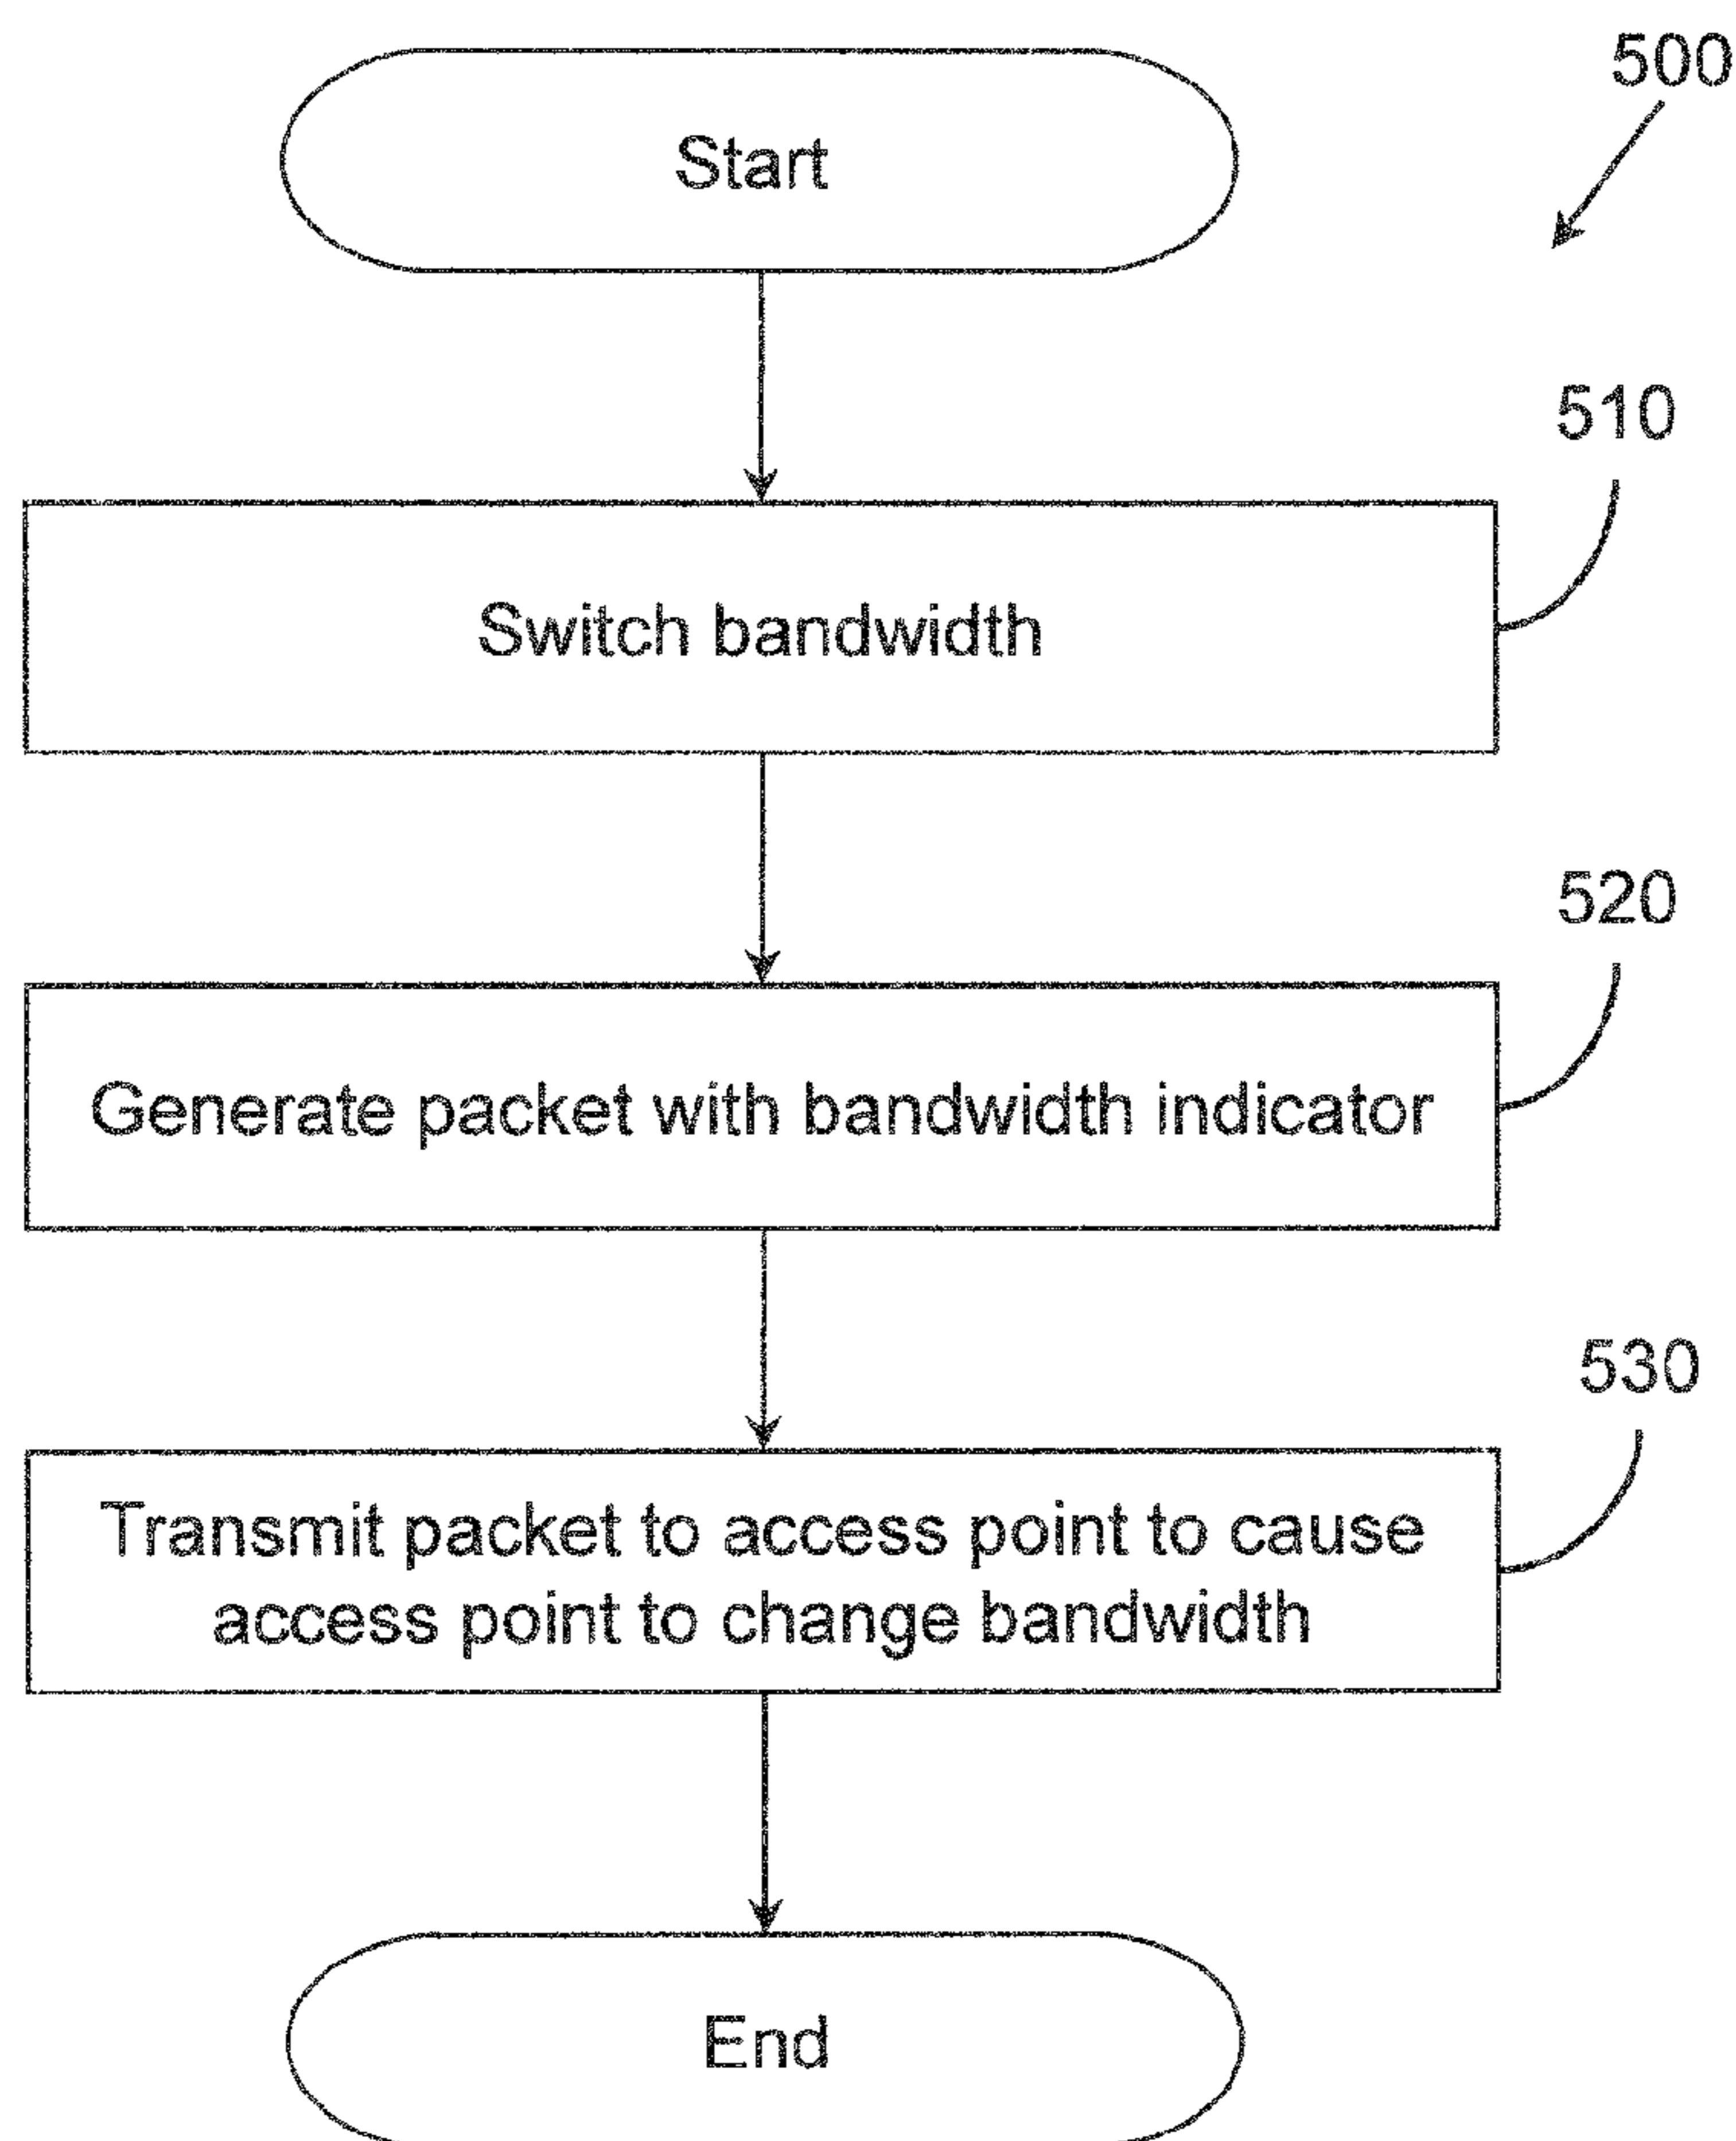 500
Start
510
Switch bandwidth
520
Generate packet with bandwidth indicator
530
Transmit packet to access point to cause
access point to change bandwidth
End